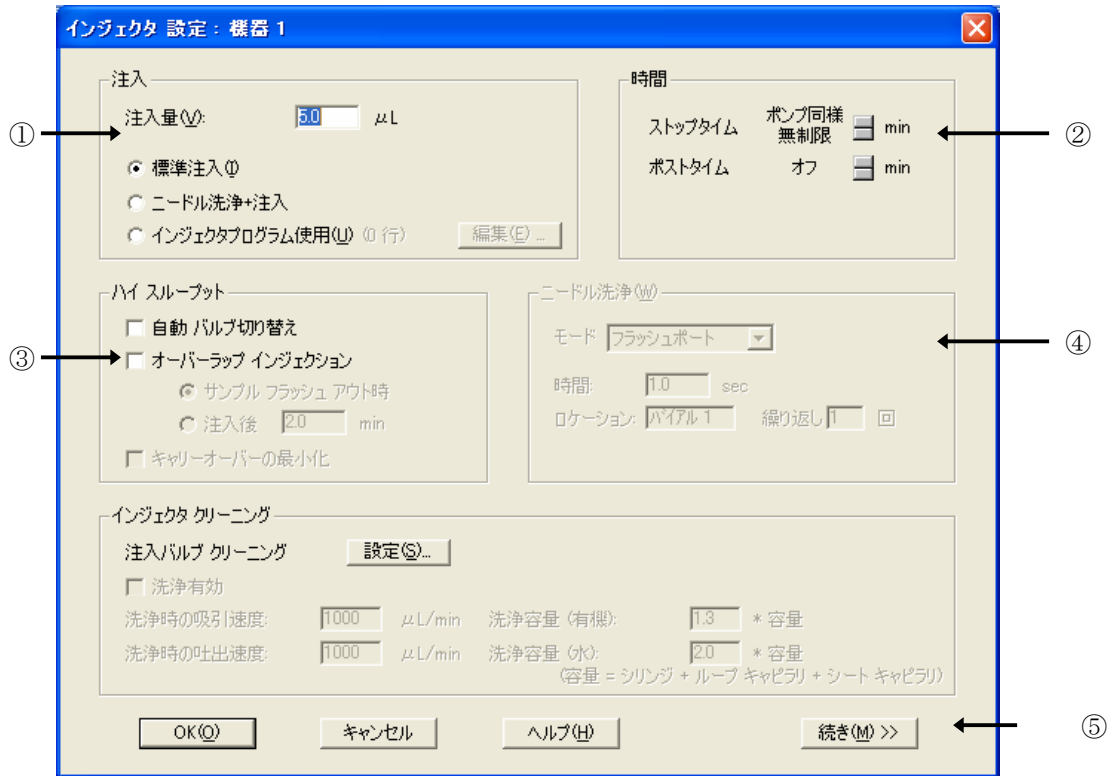 インジェクタ 設定 : 機器 1
注入
注入量(V): 5.0 μL
①
標準注入(I)
ニードル洗浄+注入
インジェクタプログラム使用(U) (0 行) 編集(E) ...
時間
ストップタイム ポンプ同様 無制限 min
②
ポストタイム オフ min
ハイ スループット
自動 バルブ切り替え
③
オーバーラップ インジェクション
サンプル フラッシュ アウト時
注入後 2.0 min
キャリーオーバーの最小化
ニードル洗浄(W)
モード フラッシュポート
④
時間: 1.0 sec
ロケーション: バイアル 1 繰り返し 1 回
インジェクタ クリーニング
注入バルブ クリーニング 設定(S)...
洗浄有効
洗浄時の吸引速度: 1000 μL/min 洗浄容量 (有機): 1.3 * 容量
洗浄時の吐出速度: 1000 μL/min 洗浄容量 (水): 2.0 * 容量
(容量 = シリンジ + ループ キャピラリ + シート キャピラリ)
OK(O) キャンセル ヘルプ(H) 続き(M) >>
⑤